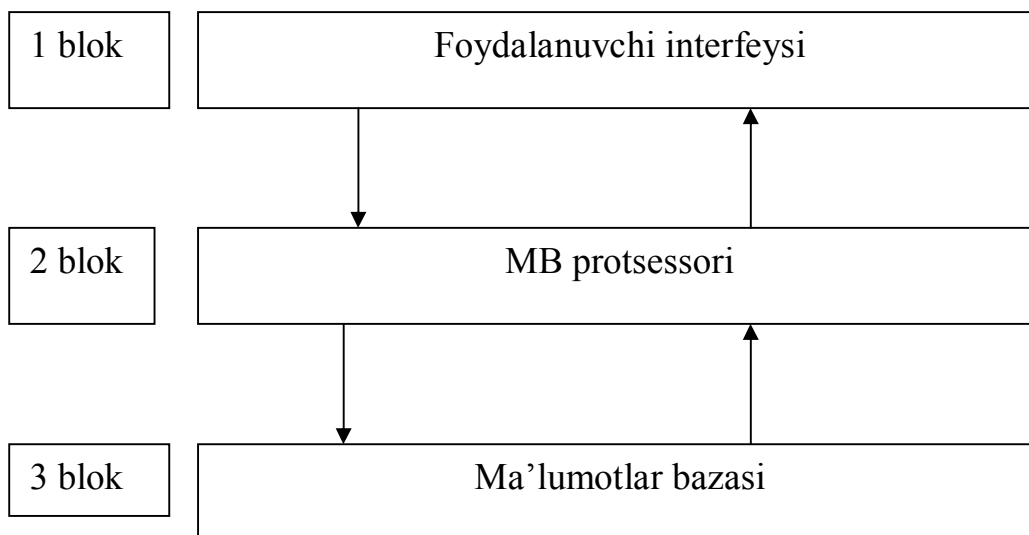 1 blok
Foydalanuvchi interfeysi
2 blok
MB protsessori
3 blok
Ma’lumotlar bazasi